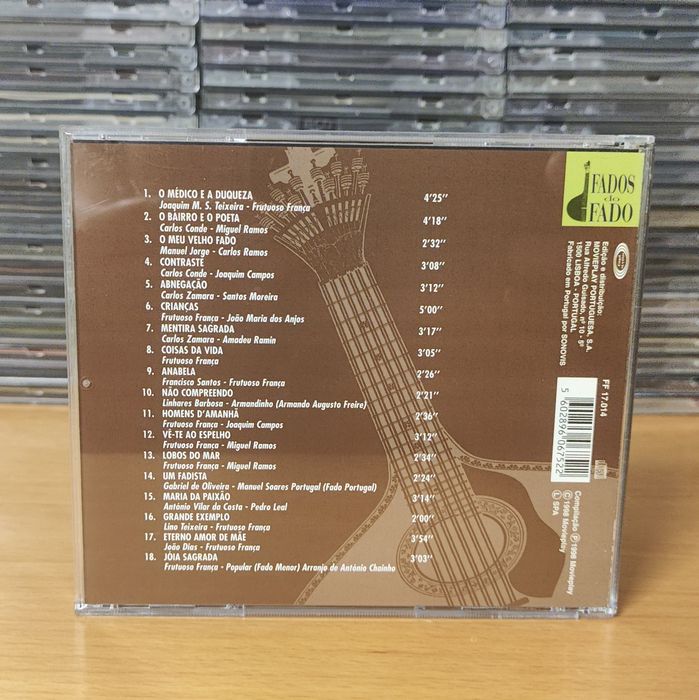 1. O MÉDICO E A DUQUEZA 4'25''
Joaquim M. S. Teixeira - Frutuoso França
2. O BAIRRO E O POETA 4'18''
Carlos Conde - Miguel Ramos
3. O MEU VELHO FADO 2'32''
Manuel Jorge - Carlos Ramos
4. CONTRASTE 3'08''
Carlos Conde - Joaquim Campos
5. ABNEGAÇÃO 3'12''
Carlos Zamara - Santos Moreira
6. CRIANÇAS 5'00''
Frutuoso França - João Maria dos Anjos
7. MENTIRA SAGRADA 3'17''
Carlos Zamara - Amadeu Ramin
8. COISAS DA VIDA 3'05''
Frutuoso França
9. ANABELA 2'26''
Francisco Santos - Frutuoso França
10. NÃO COMPREENDO 2'21''
Linhares Barbosa - Armandinho (Armando Augusto Freire)
11. HOMENS D'AMANHÃ 2'36''
Frutuoso França - Joaquim Campos
12. VÊ-TE AO ESPELHO 3'12''
Frutuoso França - Miguel Ramos
13. LOBOS DO MAR 2'34''
Frutuoso França - Miguel Ramos
14. UM FADISTA 2'24''
Gabriel de Oliveira - Manuel Soares Portugal (Fado Portugal)
15. MARIA DA PAIXÃO 3'14''
António Vilar da Costa - Pedro Leal
16. GRANDE EXEMPLO 2'00''
Lino Teixeira - Frutuoso França
17. ETERNO AMOR DE MÃE 3'54''
João Dias - Frutuoso França
18. JÓIA SAGRADA 3'03''
Frutuoso França - Popular (Fado Menor) Arranjo de António Chainho
FADOS
do
FADO
Edição e distribuição:
MOVIEPLAY PORTUGUESA, S.A.
Rua Alfredo Guisado, nº 10 - 5º
1500 LISBOA - PORTUGAL
Fabricado em Portugal por SONOVIS
FF 17.014
5 602896 067522
Compilação ℗ 1998 Movieplay
© 1998 Movieplay
Ⓛ SPA